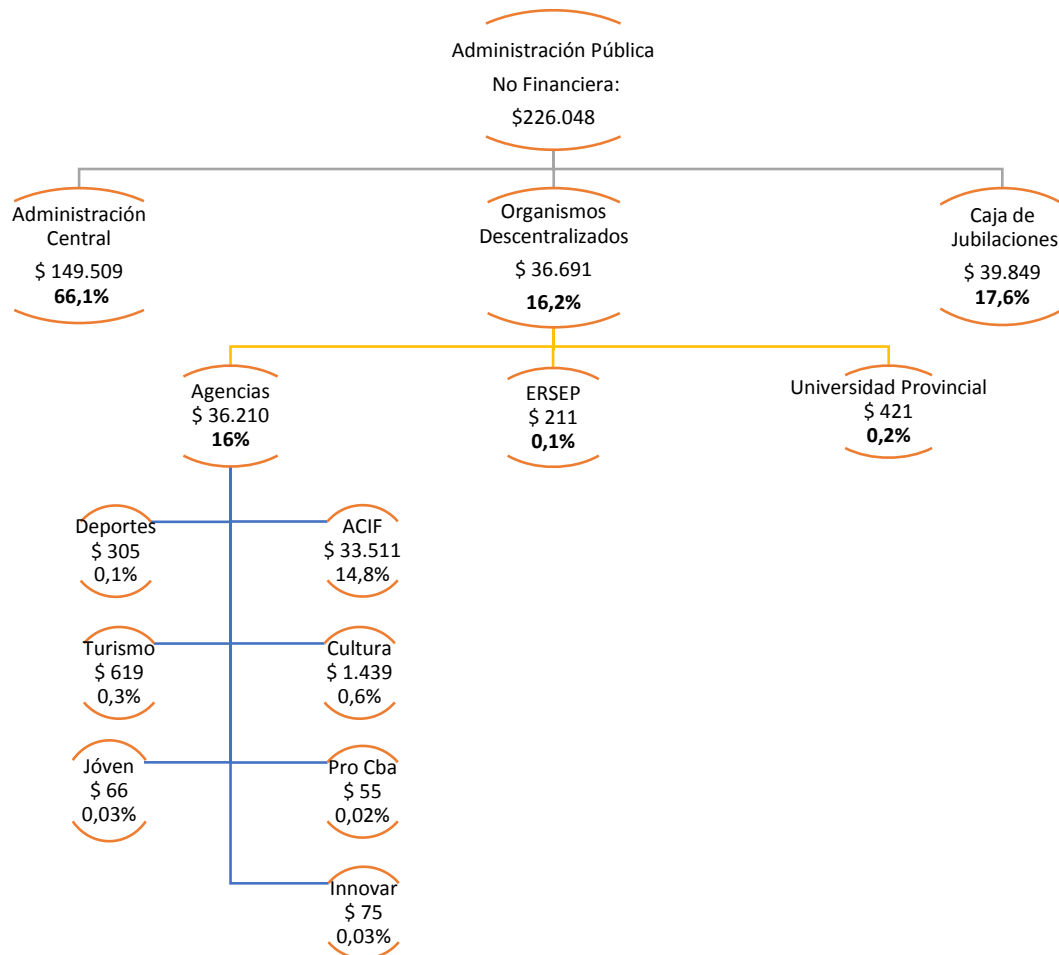 Administración Pública
No Financiera:
$226.048
Administración
Central
$ 149.509
66,1%
Organismos
Descentralizados
$ 36.691
16,2%
Caja de
Jubilaciones
$ 39.849
17,6%
Agencias
$ 36.210
16%
ERSEP
$ 211
0,1%
Universidad Provincial
$ 421
0,2%
Deportes
$ 305
0,1%
ACIF
$ 33.511
14,8%
Turismo
$ 619
0,3%
Cultura
$ 1.439
0,6%
Jóven
$ 66
0,03%
Pro Cba
$ 55
0,02%
Innovar
$ 75
0,03%